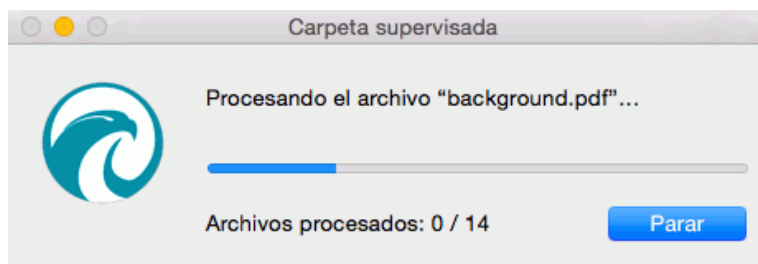 Carpeta supervisada
Procesando el archivo “background.pdf”...
Archivos procesados: 0 / 14
Parar